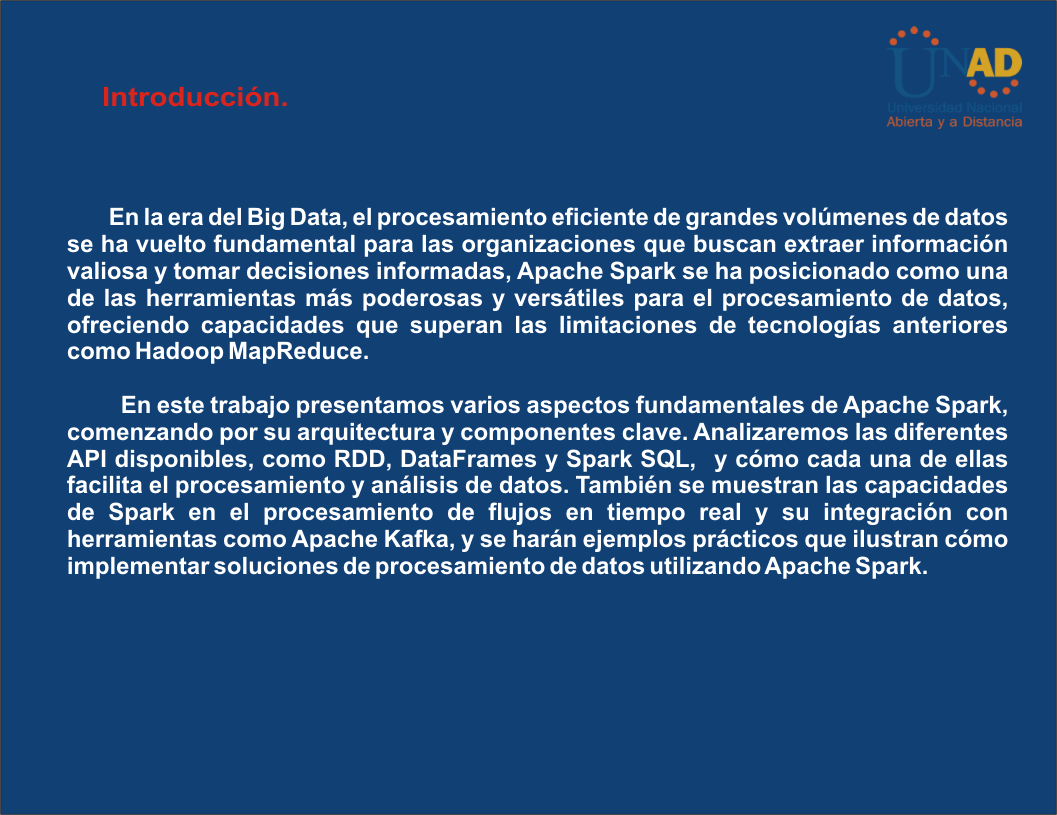 UNAD
Universidad Nacional
Abierta y a Distancia
Introducción.
En la era del Big Data, el procesamiento eficiente de grandes volúmenes de datos
se ha vuelto fundamental para las organizaciones que buscan extraer información
valiosa y tomar decisiones informadas, Apache Spark se ha posicionado como una
de las herramientas más poderosas y versátiles para el procesamiento de datos,
ofreciendo capacidades que superan las limitaciones de tecnologías anteriores
como Hadoop MapReduce.
En este trabajo presentamos varios aspectos fundamentales de Apache Spark,
comenzando por su arquitectura y componentes clave. Analizaremos las diferentes
API disponibles, como RDD, DataFrames y Spark SQL, y cómo cada una de ellas
facilita el procesamiento y análisis de datos. También se muestran las capacidades
de Spark en el procesamiento de flujos en tiempo real y su integración con
herramientas como Apache Kafka, y se harán ejemplos prácticos que ilustran cómo
implementar soluciones de procesamiento de datos utilizando Apache Spark.